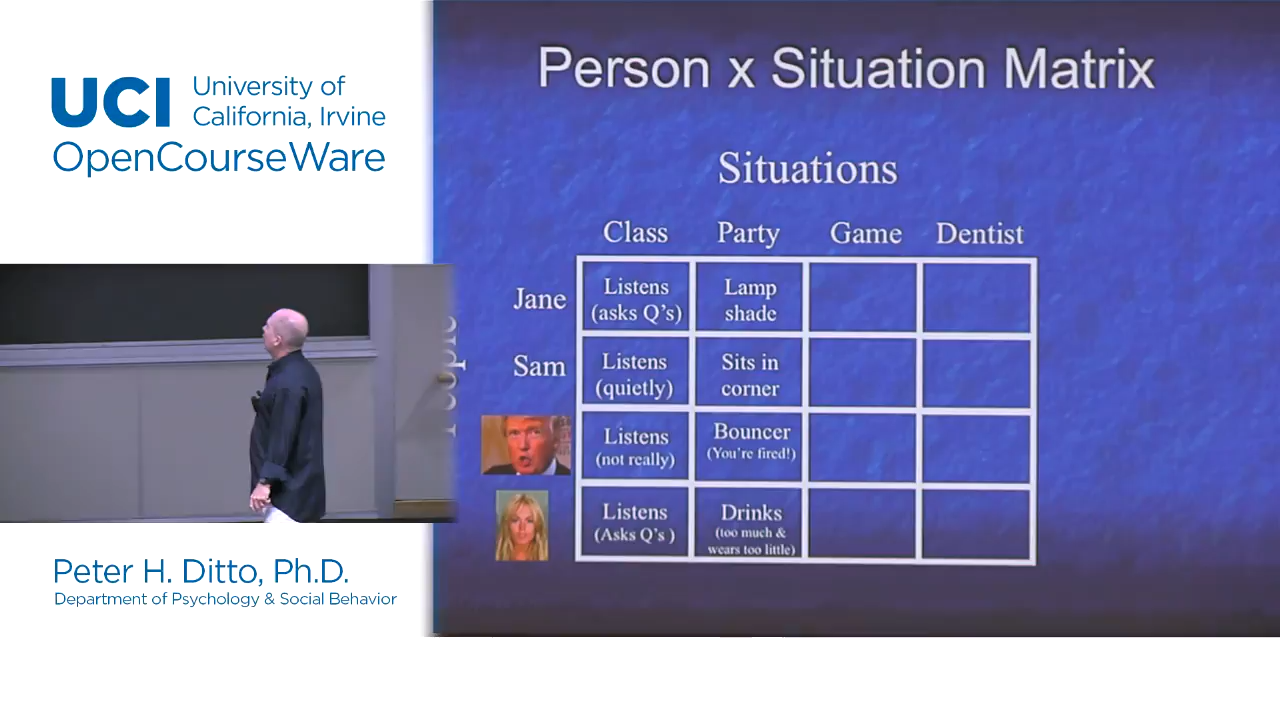 UCI University of
California, Irvine
OpenCourseWare
Person x Situation Matrix
Situations
Class Party Game Dentist
Jane
Listens
(asks Q's)
Lamp
shade
Sam
Listens
(quietly)
Sits in
corner
Listens
(not really)
Bouncer
(You're fired!)
Listens
(Asks Q's )
Drinks
(too much &
wears too little)
Peter H. Ditto, Ph.D.
Department of Psychology & Social Behavior